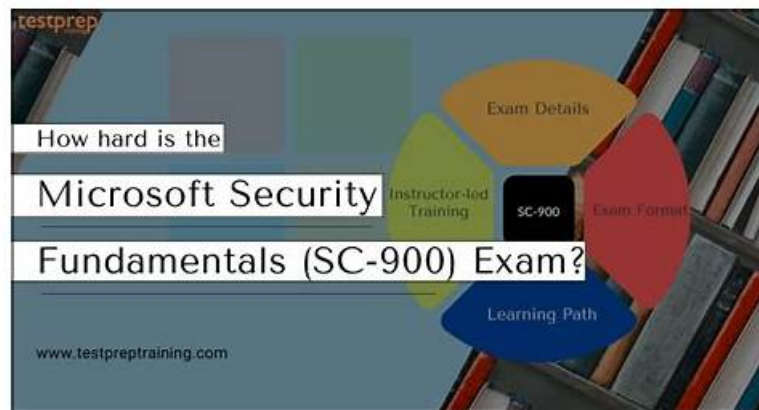 testprep
How hard is the
Microsoft Security
Fundamentals (SC-900) Exam?
www.testpreptraining.com
Exam Details
Instructor-led
Training
SC-900
Exam Format
Learning Path